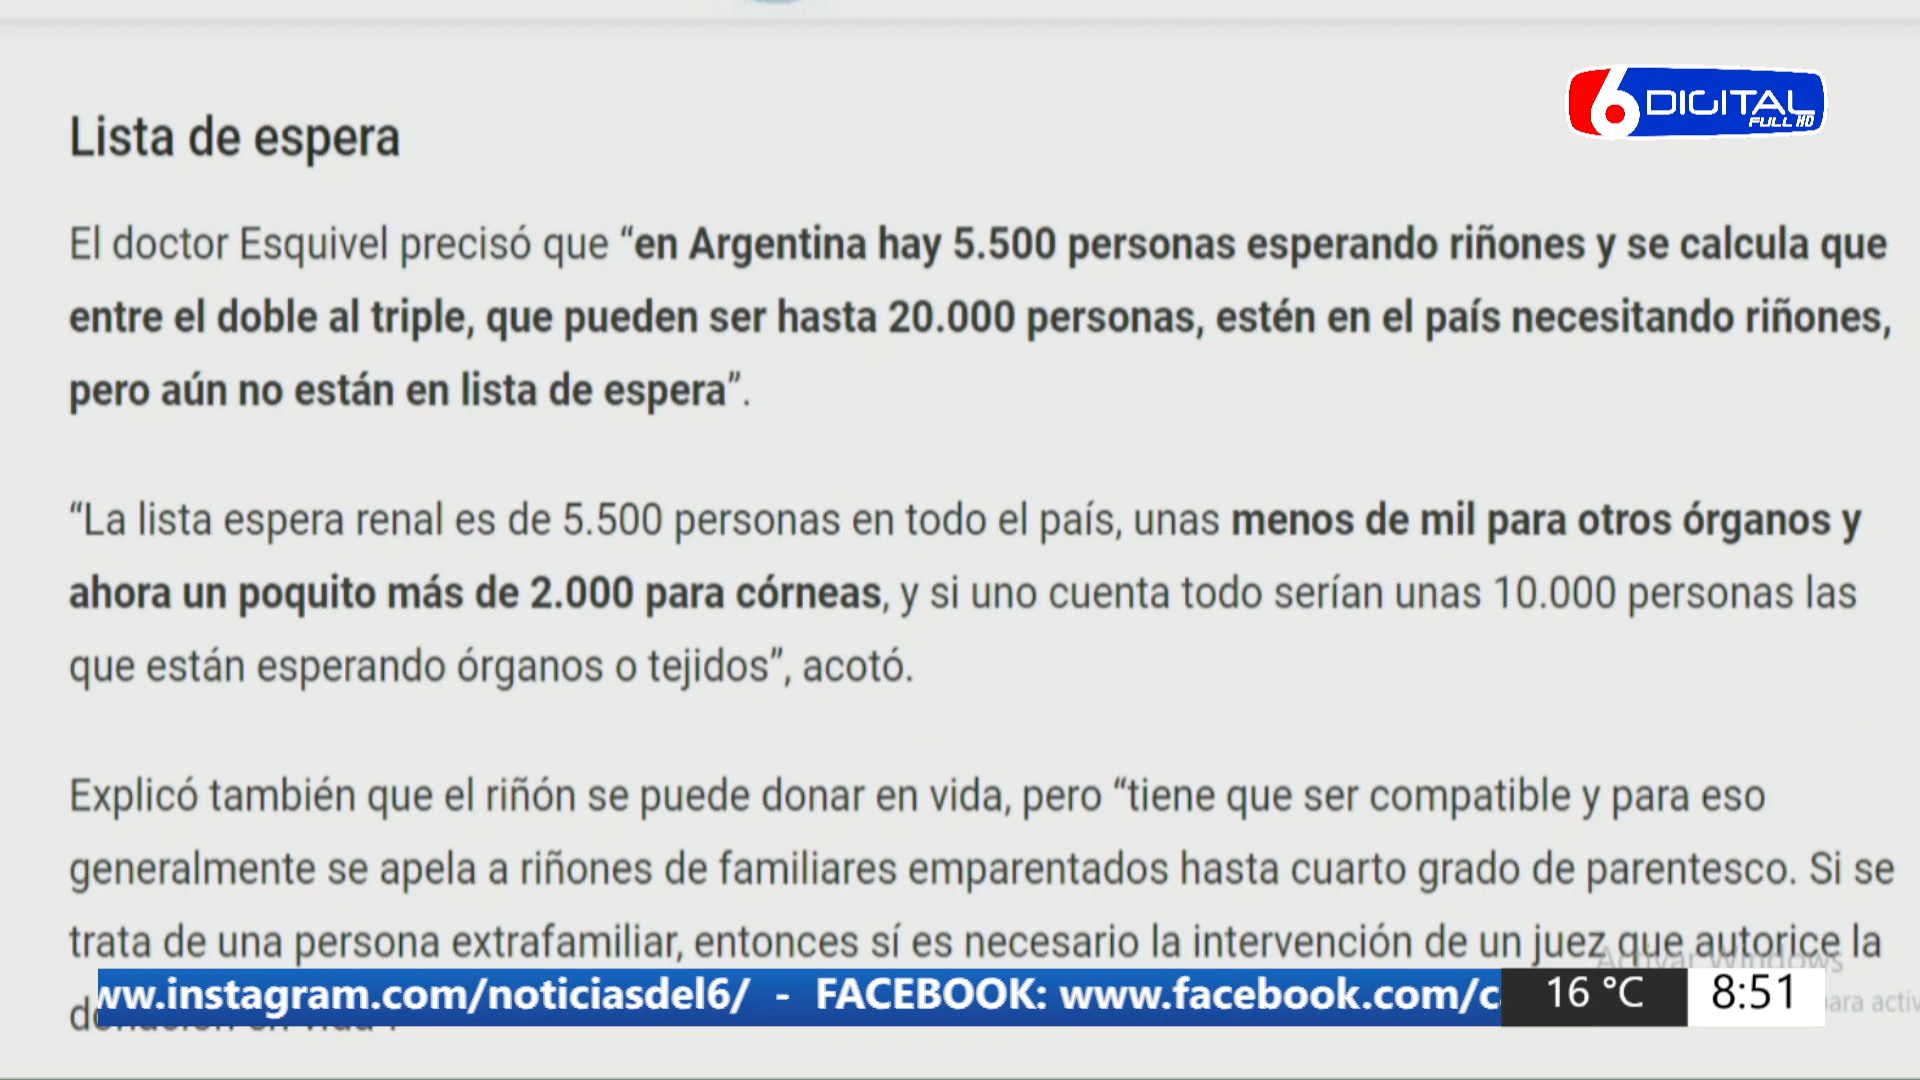 6 DIGITAL
FULL HD
Lista de espera
El doctor Esquivel precisó que “en Argentina hay 5.500 personas esperando riñones y se calcula que
entre el doble al triple, que pueden ser hasta 20.000 personas, estén en el país necesitando riñones,
pero aún no están en lista de espera”.
“La lista espera renal es de 5.500 personas en todo el país, unas menos de mil para otros órganos y
ahora un poquito más de 2.000 para córneas, y si uno cuenta todo serían unas 10.000 personas las
que están esperando órganos o tejidos”, acotó.
Explicó también que el riñón se puede donar en vida, pero “tiene que ser compatible y para eso
generalmente se apela a riñones de familiares emparentados hasta cuarto grado de parentesco. Si se
trata de una persona extrafamiliar, entonces sí es necesario la intervención de un juez que autorice la
Activar Windows
ww.instagram.com/noticiasdel6/ - FACEBOOK: www.facebook.com/c
16 °C
8:51
para activ